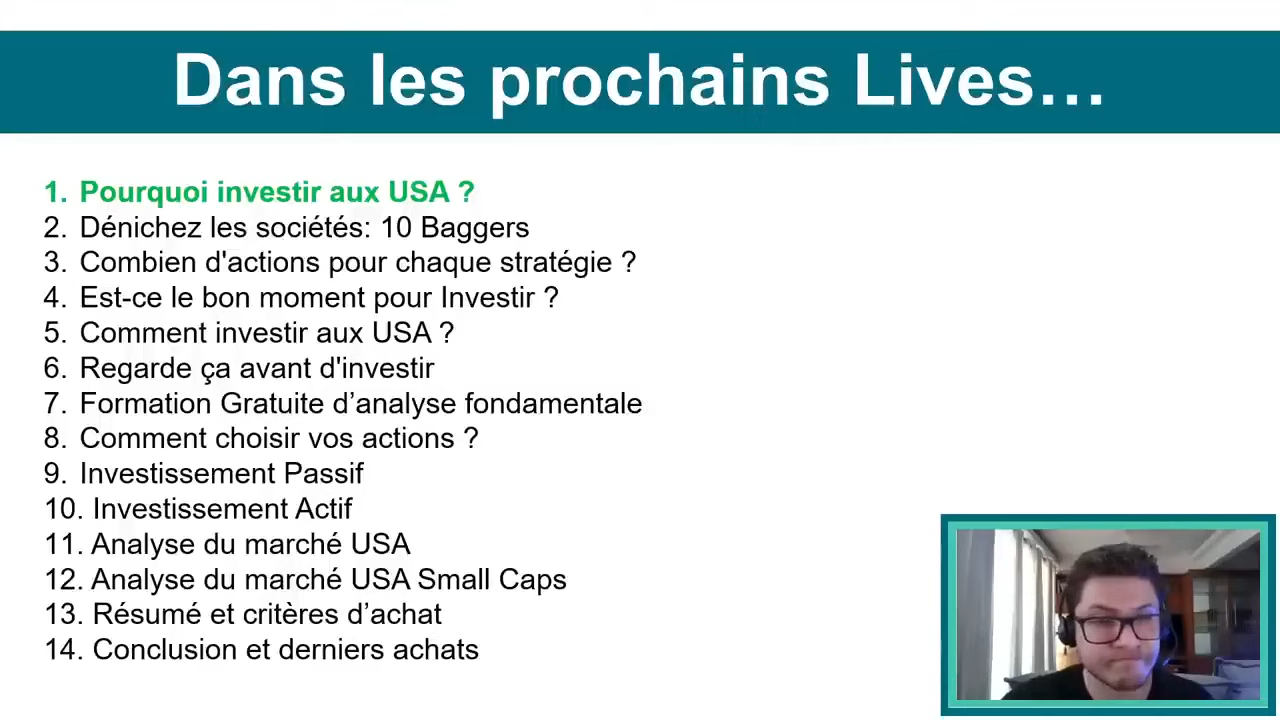 Dans les prochains Lives…
1. Pourquoi investir aux USA ?
2. Dénichez les sociétés: 10 Baggers
3. Combien d'actions pour chaque stratégie ?
4. Est-ce le bon moment pour Investir ?
5. Comment investir aux USA ?
6. Regarde ça avant d'investir
7. Formation Gratuite d’analyse fondamentale
8. Comment choisir vos actions ?
9. Investissement Passif
10. Investissement Actif
11. Analyse du marché USA
12. Analyse du marché USA Small Caps
13. Résumé et critères d’achat
14. Conclusion et derniers achats